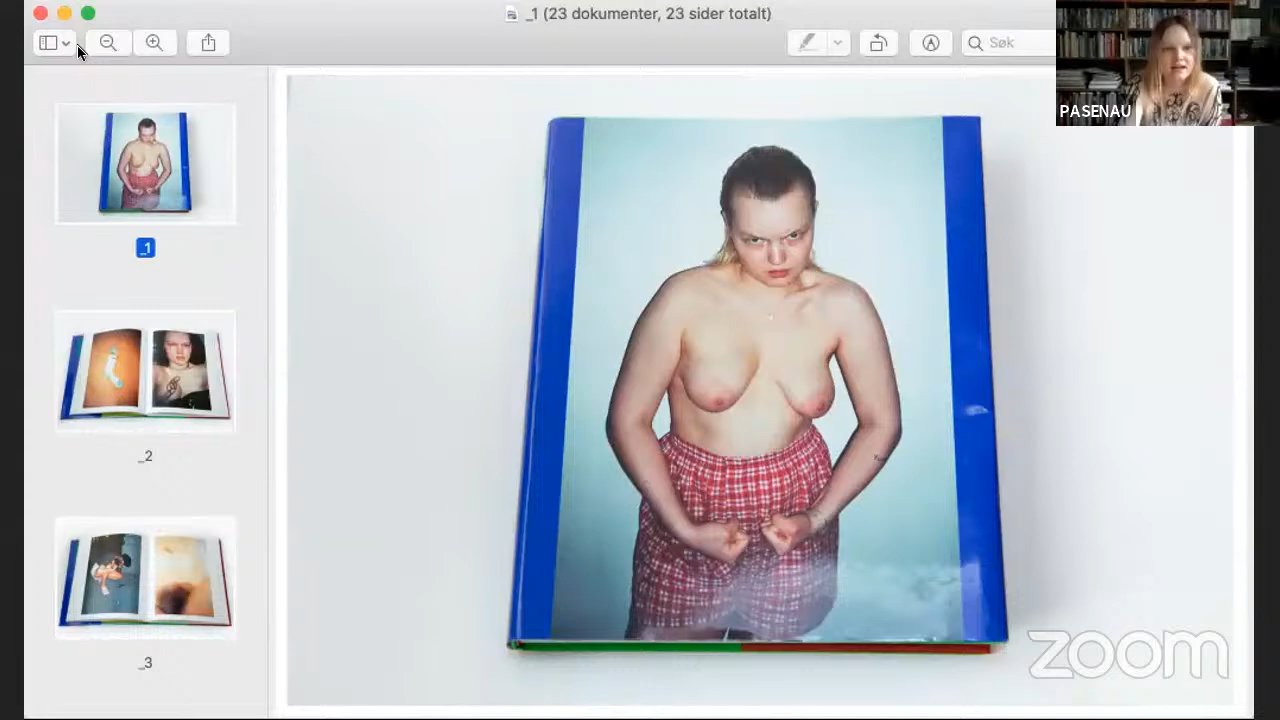 _1 (23 dokumenter, 23 sider totalt)
Søk
PASENAU
_1
_2
_3
zoom